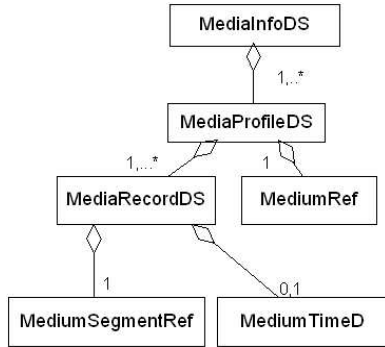 MediaInfoDS
1,..*
MediaProfileDS
1,...*
1
MediaRecordDS
MediumRef
1
0,1
MediumSegmentRef
MediumTimeD